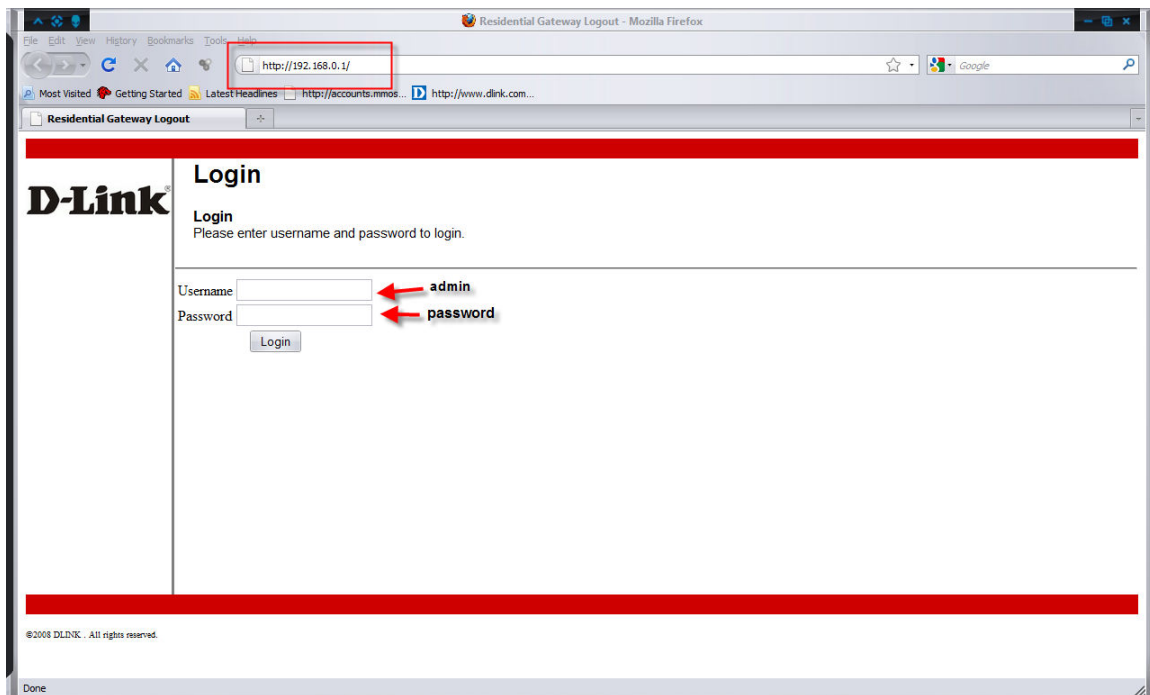 Residential Gateway Logout - Mozilla Firefox
File Edit View History Bookmarks Tools Help
http://192.168.0.1/
Google
Most Visited Getting Started Latest Headlines http://accounts.mmos... http://www.dlink.com...
Residential Gateway Logout
D-Link®
Login
Login
Please enter username and password to login.
Username admin
Password password
Login
©2008 DLINK . All rights reserved.
Done